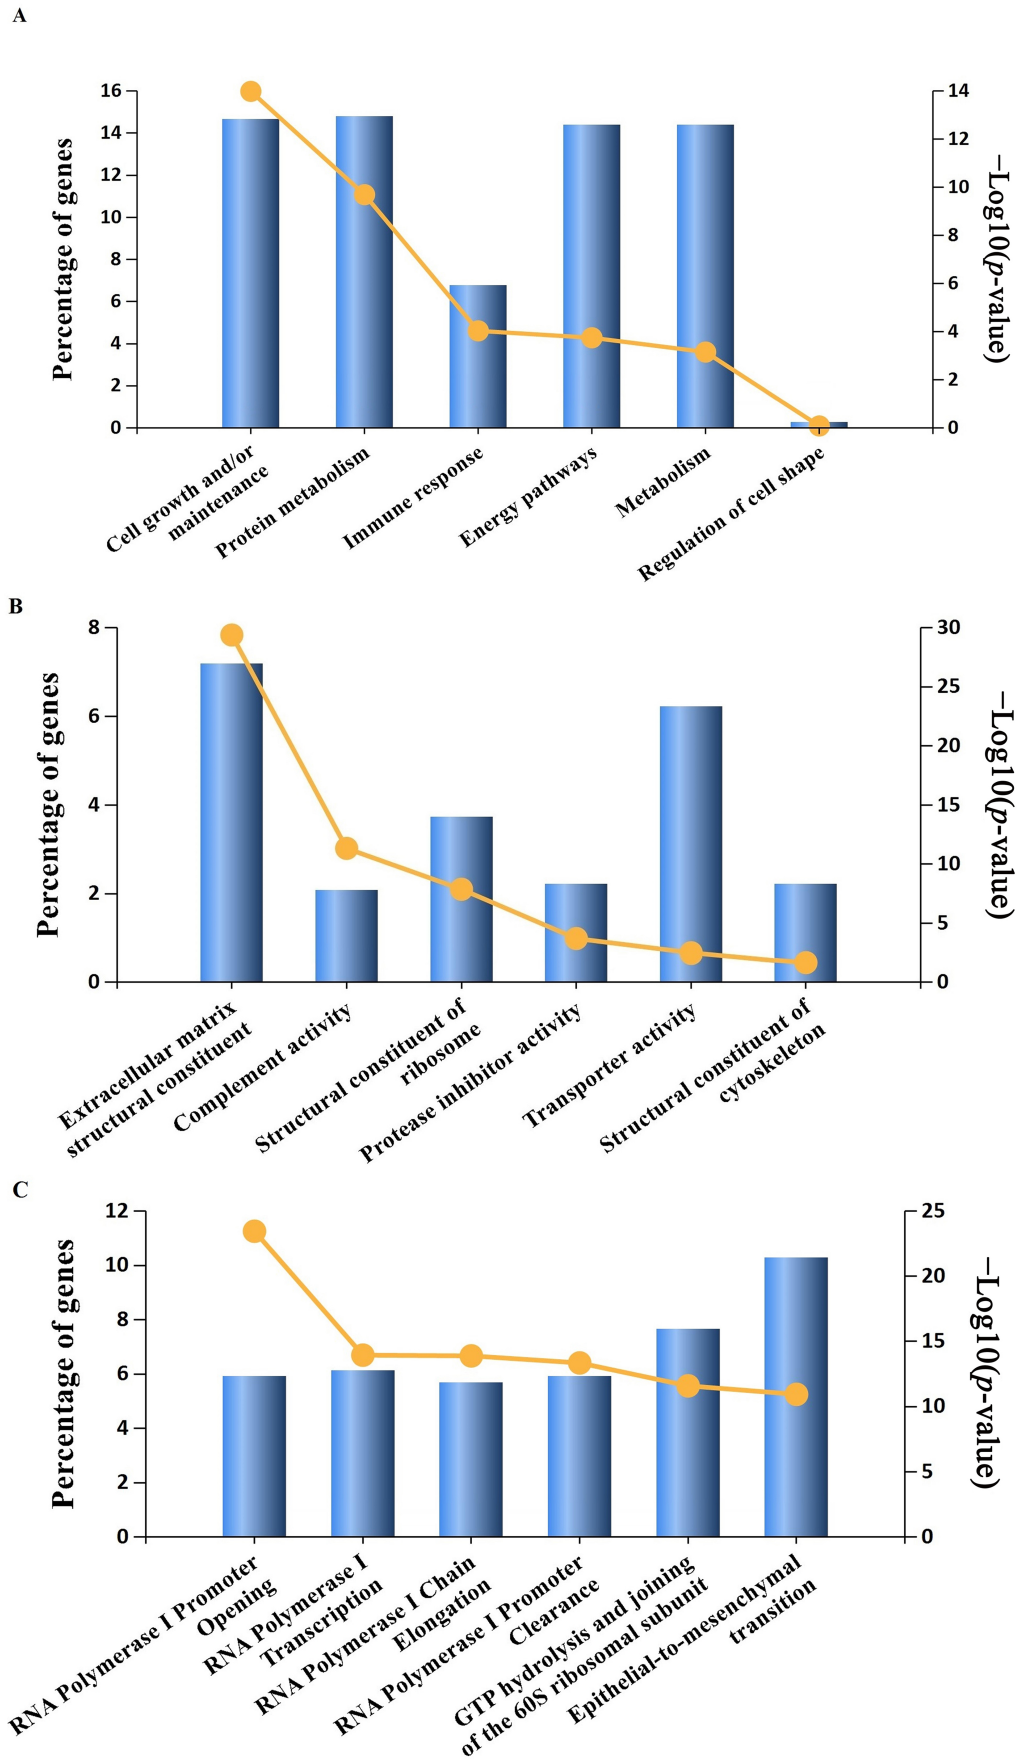 A
Percentage of genes
16
14
12
10
8
6
4
2
0
14
12
10
8
6
4
2
0
–Log10(p-value)
Cell growth and/or
maintenance
Protein metabolism
Immune response
Energy pathways
Metabolism
Regulation of cell shape
B
Percentage of genes
8
6
4
2
0
30
25
20
15
10
5
0
–Log10(p-value)
Extracellular matrix
structural constituent
Complement activity
Structural constituent of
ribosome
Protease inhibitor activity
Transporter activity
Structural constituent of
cytoskeleton
C
Percentage of genes
12
10
8
6
4
2
0
25
20
15
10
5
0
–Log10(p-value)
RNA Polymerase I Promoter
Opening
RNA Polymerase I
Transcription
RNA Polymerase I Chain
Elongation
RNA Polymerase I Promoter
Clearance
GTP hydrolysis and joining
of the 60S ribosomal subunit
Epithelial-to-mesenchymal
transition